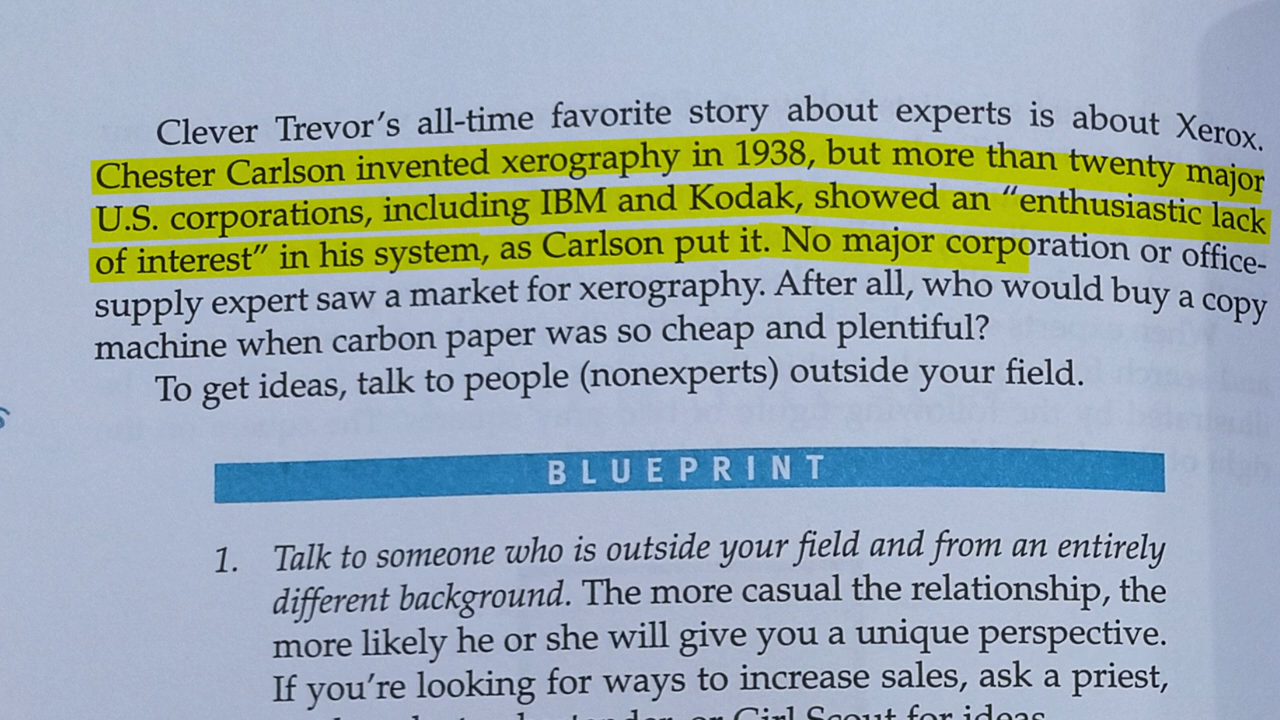 Clever Trevor's all-time favorite story about experts is about Xerox.
Chester Carlson invented xerography in 1938, but more than twenty major
U.S. corporations, including IBM and Kodak, showed an "enthusiastic lack
of interest" in his system, as Carlson put it. No major corporation or office-
supply expert saw a market for xerography. After all, who would buy a copy
machine when carbon paper was so cheap and plentiful?
To get ideas, talk to people (nonexperts) outside your field.
BLUEPRINT
1. Talk to someone who is outside your field and from an entirely
different background. The more casual the relationship, the
more likely he or she will give you a unique perspective.
If you're looking for ways to increase sales, ask a priest,
or Girl Scout for ideas